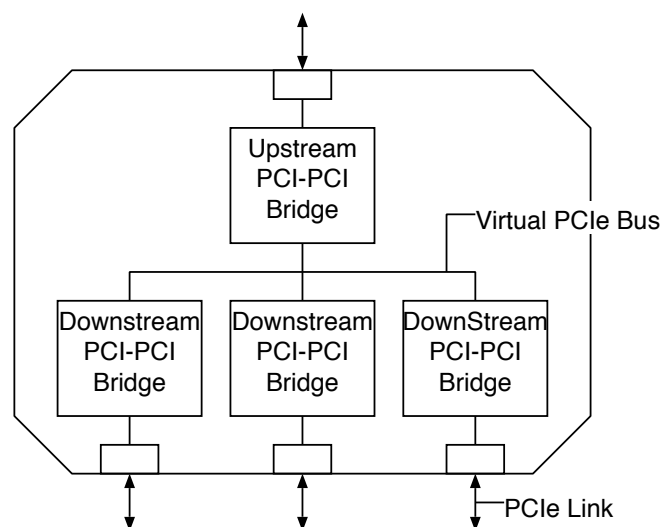 Upstream
PCI-PCI
Bridge
Virtual PCIe Bus
Downstream
PCI-PCI
Bridge
Downstream
PCI-PCI
Bridge
DownStream
PCI-PCI
Bridge
PCIe Link